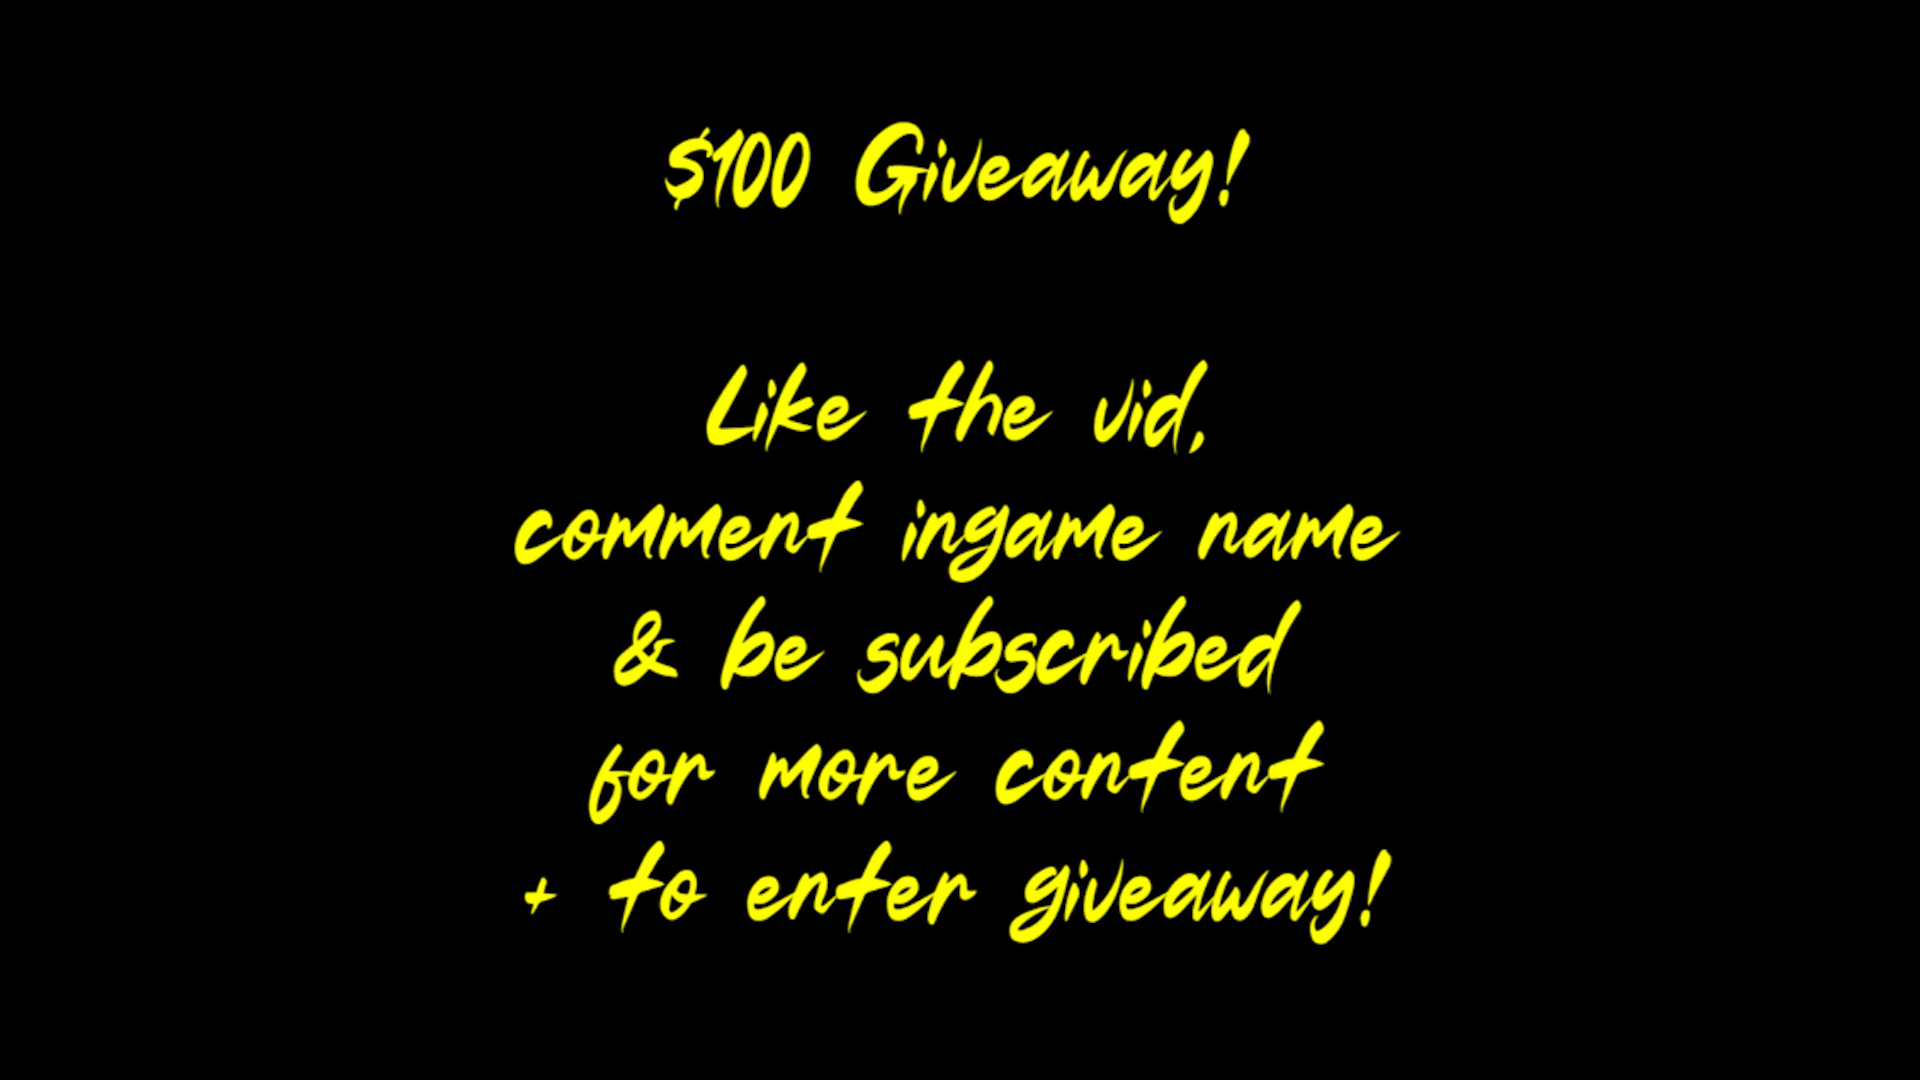 $100 Giveaway!
Like the vid,
comment ingame name
& be subscribed
for more content
+ to enter giveaway!